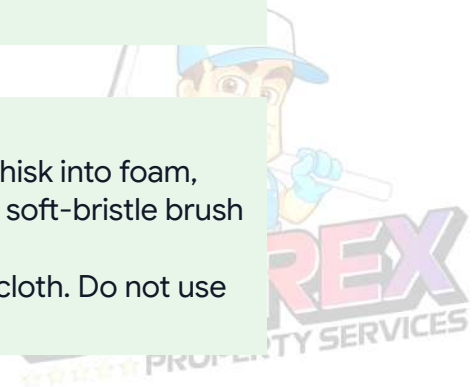 hisk into foam,
soft-bristle brush
cloth. Do not use
REX
PROPERTY SERVICES